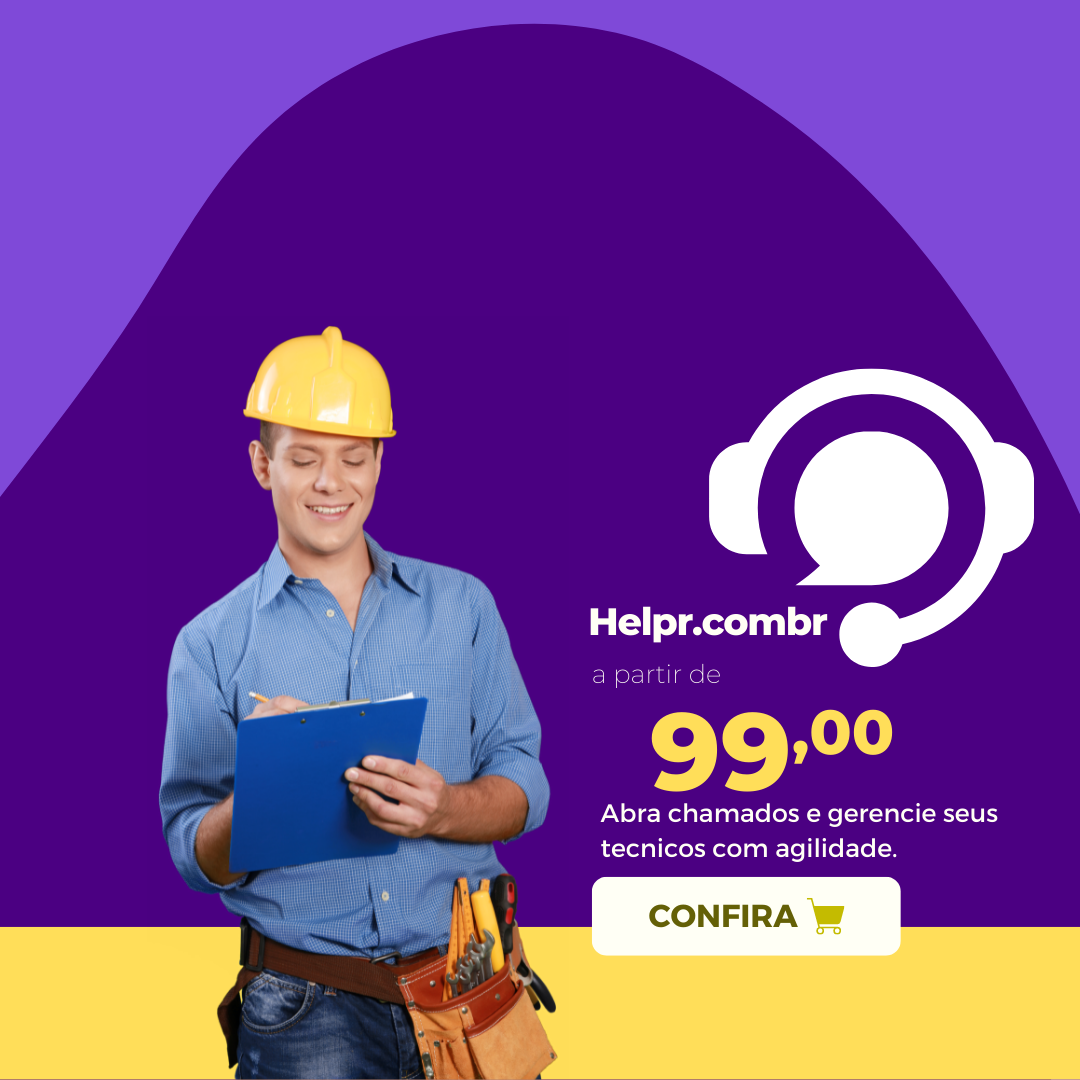 Helpr.combr
a partir de
99,00
Abra chamados e gerencie seus
tecnicos com agilidade.
CONFIRA